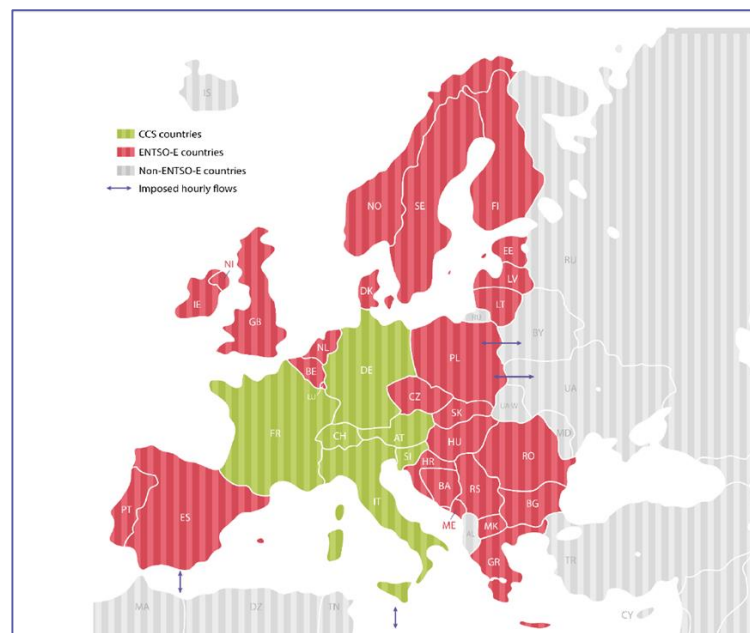 IS
CCS countries
ENTSO-E countries
Non-ENTSO-E countries
Imposed hourly flows
NO
SE
FI
RU
EE
LV
LT
NI
IE
GB
DK
RU
BY
NL
BE
LU
DE
PL
CZ
SK
UA
UA-W
MD
FR
CH
AT
SI
HU
RO
HR
BA
RS
IT
ME
BG
MK
AL
GR
PT
ES
TR
MA
DZ
TN
CY